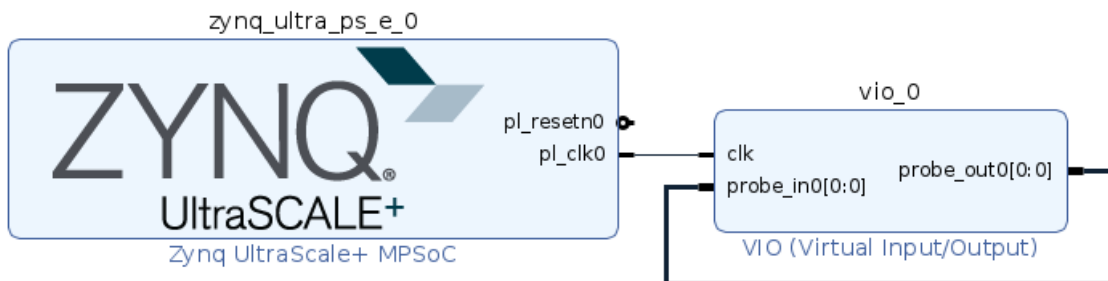 zynq_ultra_ps_e_0
ZYNQ®
UltraSCALE+
pl_resetn0
pl_clk0
Zynq UltraScale+ MPSoC
vio_0
clk
probe_in0[0:0]
probe_out0[0:0]
VIO (Virtual Input/Output)